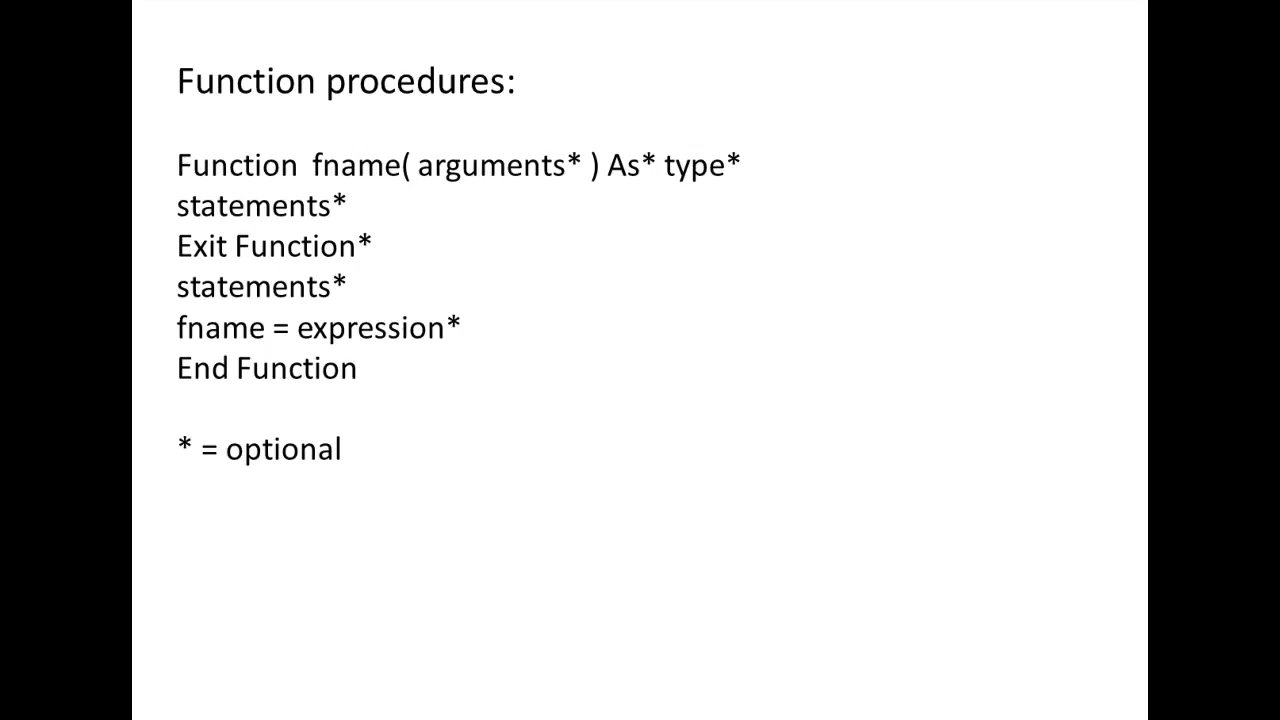 Function procedures:
Function fname( arguments* ) As* type*
statements*
Exit Function*
statements*
fname = expression*
End Function
* = optional